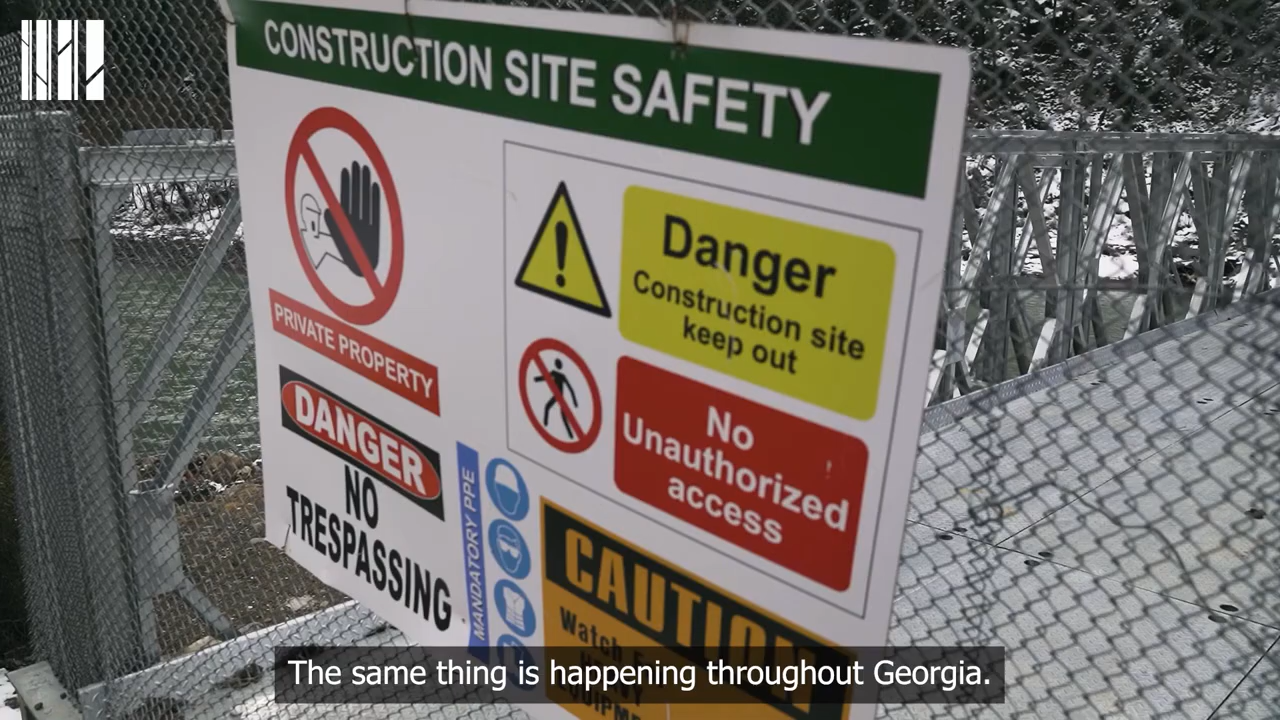 CONSTRUCTION SITE SAFETY
PRIVATE PROPERTY
DANGER
NO
TRESPASSING
MANDATORY PPE
Danger
Construction site
keep out
No
Unauthorized
access
CAUTION
Watch
The same thing is happening throughout Georgia.